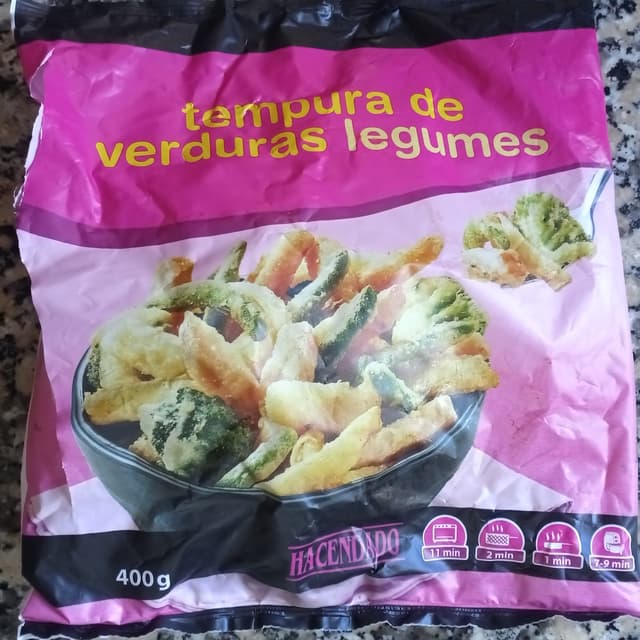 tempura de
verduras legumes
400g
HACENDADO
11 min
2 min
1 min
7-9 min